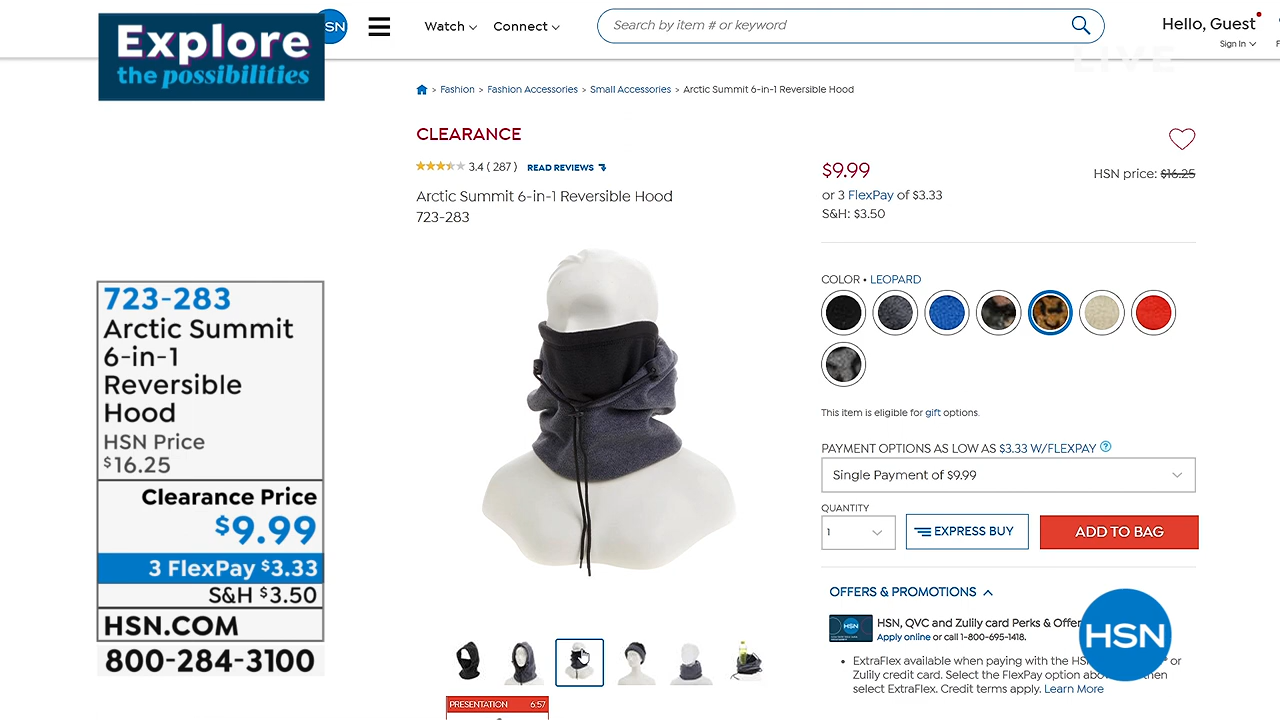 Explore
the possibilities
SN
Watch
Connect
Search by item # or keyword
Hello, Guest
Sign In
LIVE
> Fashion > Fashion Accessories > Small Accessories > Arctic Summit 6-in-1 Reversible Hood
CLEARANCE
3.4 ( 287 ) READ REVIEWS
Arctic Summit 6-in-1 Reversible Hood
723-283
$9.99
HSN price: $16.25
or 3 FlexPay of $3.33
S&H: $3.50
COLOR • LEOPARD
This item is eligible for gift options.
PAYMENT OPTIONS AS LOW AS $3.33 W/FLEXPAY ?
Single Payment of $9.99
QUANTITY
1
EXPRESS BUY
ADD TO BAG
OFFERS & PROMOTIONS
HSN
HSN, QVC and Zulily card Perks & Offer
Apply online or call 1-800-695-1418.
• ExtraFlex available when paying with the HS or
Zulily credit card. Select the FlexPay option abo then
select ExtraFlex. Credit terms apply. Learn More
HSN
PRESENTATION 6:57
723-283
Arctic Summit
6-in-1
Reversible
Hood
HSN Price
$16.25
Clearance Price
$9.99
3 FlexPay $3.33
S&H $3.50
HSN.COM
800-284-3100